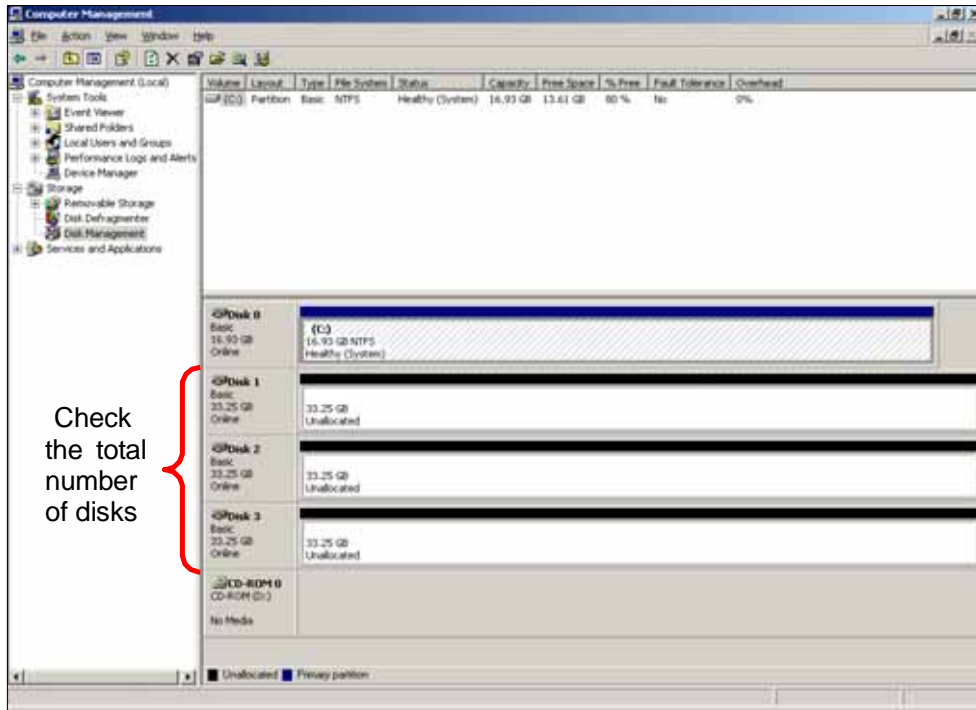 Computer Management
File Action View Window Help
Computer Management (Local)
System Tools
Event Viewer
Shared Folders
Local Users and Groups
Performance Logs and Alerts
Device Manager
Storage
Removable Storage
Disk Defragmenter
Disk Management
Services and Applications
Volume Layout Type File System Status Capacity Free Space % Free Fault Tolerance Overhead
(C:) Partition Basic NTFS Healthy (System) 16.93 GB 13.61 GB 80 % No 0%
Disk 0
Basic
16.93 GB
Online
(C:)
16.93 GB NTFS
Healthy (System)
Disk 1
Basic
33.25 GB
Online
33.25 GB
Unallocated
Disk 2
Basic
33.25 GB
Online
33.25 GB
Unallocated
Disk 3
Basic
33.25 GB
Online
33.25 GB
Unallocated
CD-ROM 0
CD-ROM (D:)
No Media
Unallocated Primary partition
Check
the total
number
of disks